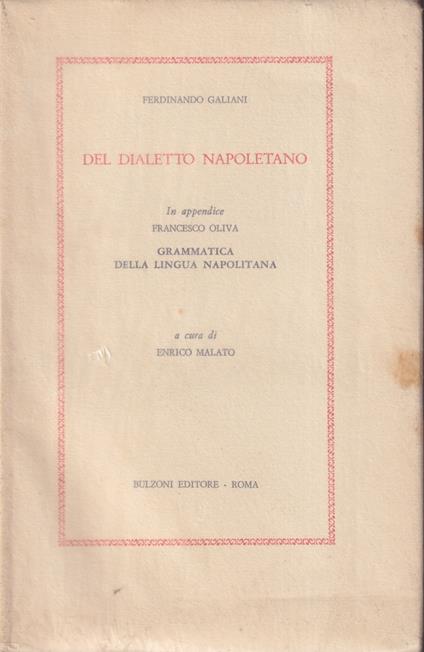 FERDINANDO GALIANI
DEL DIALETTO NAPOLETANO
In appendice
FRANCESCO OLIVA
GRAMMATICA
DELLA LINGUA NAPOLITANA
a cura di
ENRICO MALATO
BULZONI EDITORE - ROMA